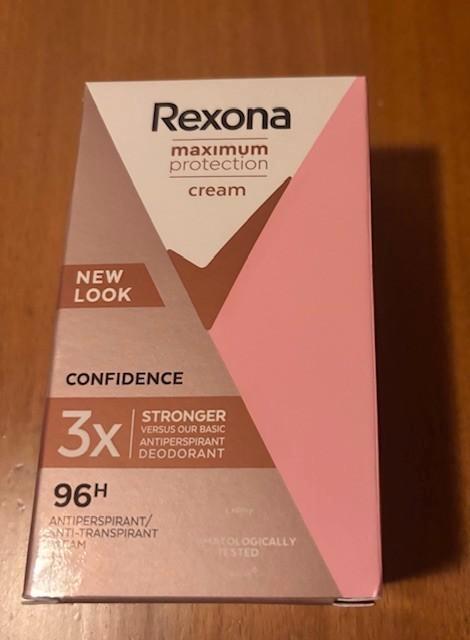 Rexona
maximum
protection
cream
NEW
LOOK
CONFIDENCE
3x
STRONGER
VERSUS OUR BASIC
ANTIPERSPIRANT
DEODORANT
96H
ANTIPERSPIRANT/
ANTI-TRANSPIRANT
TESTED